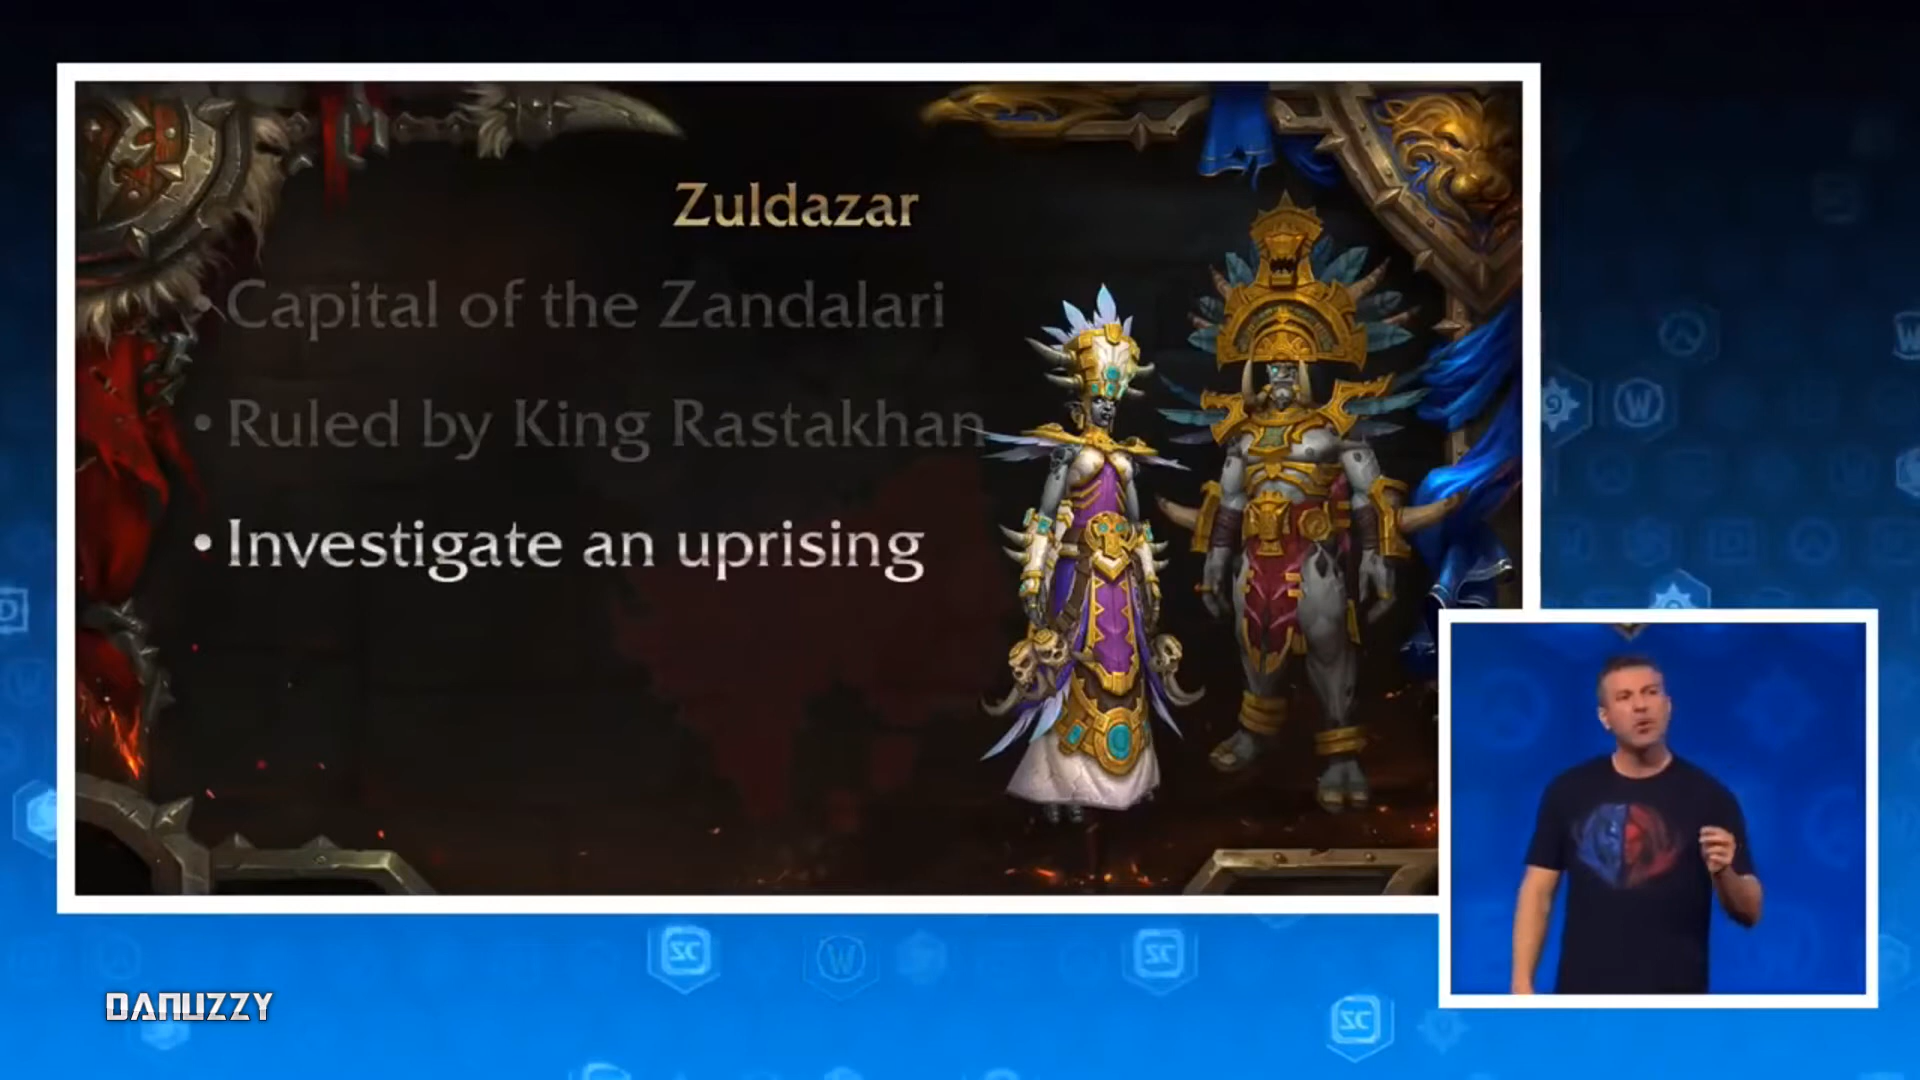 Zuldazar
• Capital of the Zandalari
• Ruled by King Rastakhan
• Investigate an uprising
DANUZZY